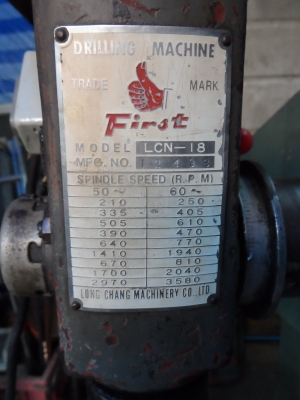 DRILLING MACHINE
TRADE MARK
First
MODEL LCN-18
MFG. NO.
SPINDLE SPEED (R.P.M)
50~ 60~
210 250
335 405
505 610
390 470
640 770
1410 1940
670 810
1700 2040
2970 3580
LONG CHANG MACHINERY CO., LTD